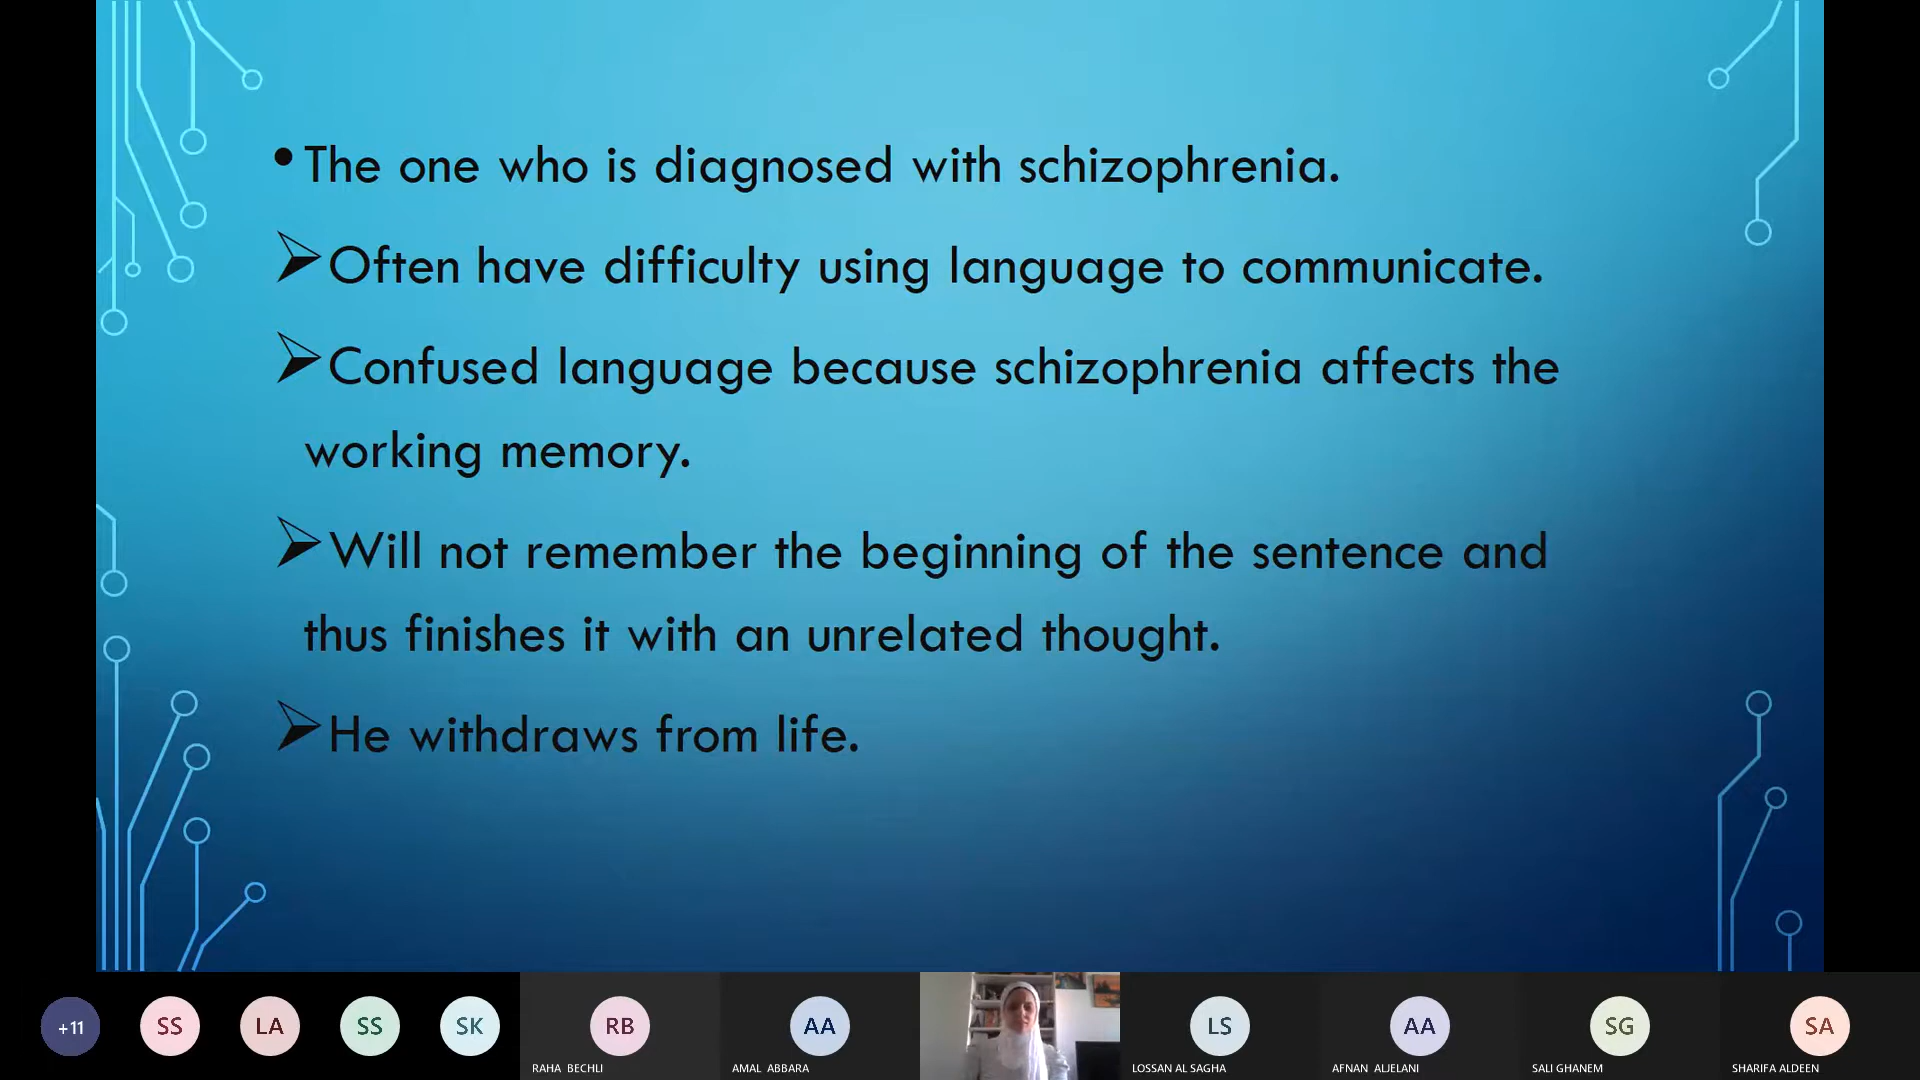 • The one who is diagnosed with schizophrenia.
➢ Often have difficulty using language to communicate.
➢ Confused language because schizophrenia affects the
working memory.
➢ Will not remember the beginning of the sentence and
thus finishes it with an unrelated thought.
➢ He withdraws from life.
+11 SS LA SS SK RB AA LS AA SG SA
RAHA BECHLI AMAL ABBARA LOSSAN AL SAGHA AFNAN ALJELANI SALI GHANEM SHARIFA ALDEEN